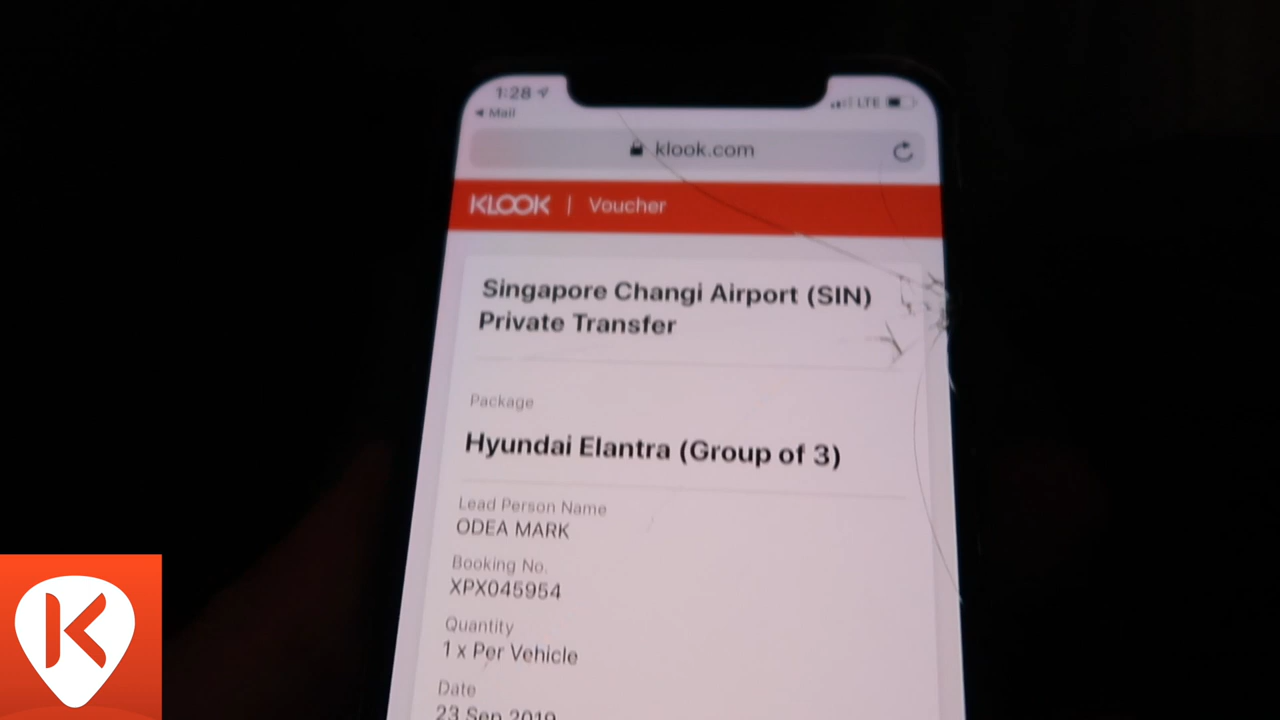 1:28
LTE
Mail
klook.com
KLOOK | Voucher
Singapore Changi Airport (SIN)
Private Transfer
Package
Hyundai Elantra (Group of 3)
Lead Person Name
ODEA MARK
Booking No.
XPX045954
Quantity
1 x Per Vehicle
Date
23 Sep 2019
K